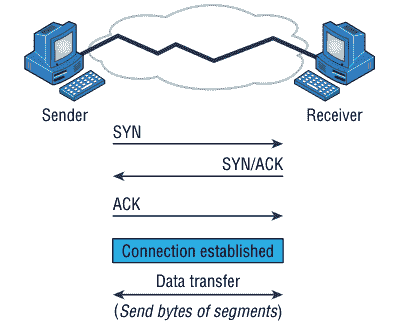 Sender
Receiver
SYN
SYN/ACK
ACK
Connection established
Data transfer
(Send bytes of segments)